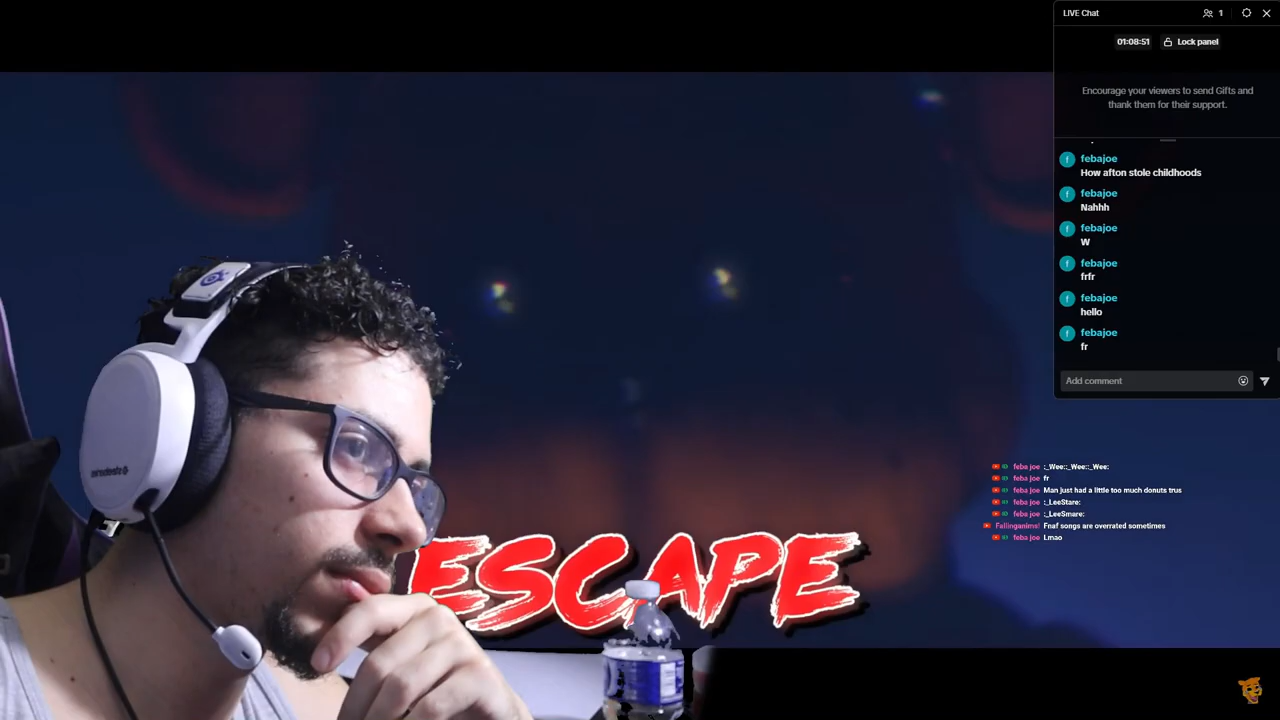 LIVE Chat
1
01:08:51
Lock panel
Encourage your viewers to send Gifts and
thank them for their support.
f
febajoe
How afton stole childhoods
f
febajoe
Nahhh
f
febajoe
W
f
febajoe
frfr
f
febajoe
hello
f
febajoe
fr
Add comment
feba joe :_Wee::_Wee::_Wee:
feba joe fr
feba joe Man just had a little too much donuts trus
feba joe :_LeeStare:
feba joe :_LeeSmare:
Fallinganims! Fnaf songs are overrated sometimes
feba joe Lmao
ESCAPE
steelseries